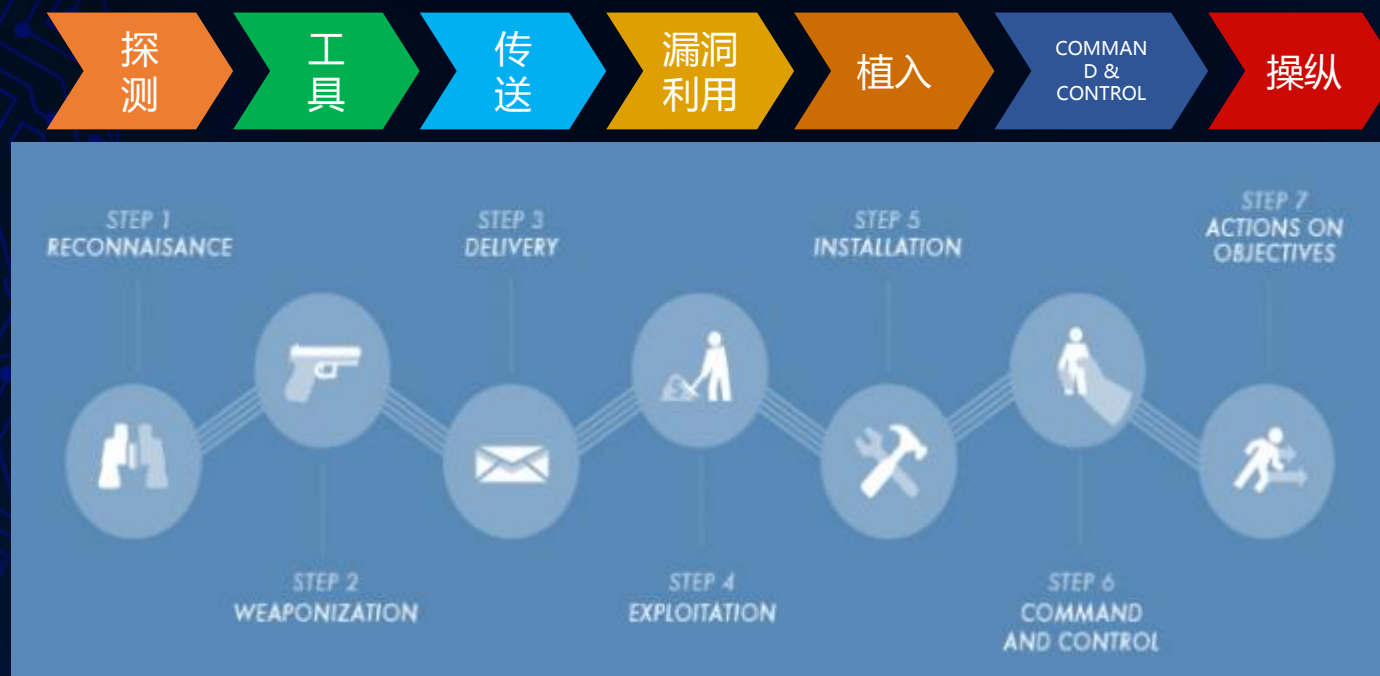 探
测
工
具
传
送
漏洞
利用
植入
COMMAN
D &
CONTROL
操纵
STEP 1
RECONNAISANCE
STEP 3
DELIVERY
STEP 5
INSTALLATION
STEP 7
ACTIONS ON
OBJECTIVES
STEP 2
WEAPONIZATION
STEP 4
EXPLOITATION
STEP 6
COMMAND
AND CONTROL